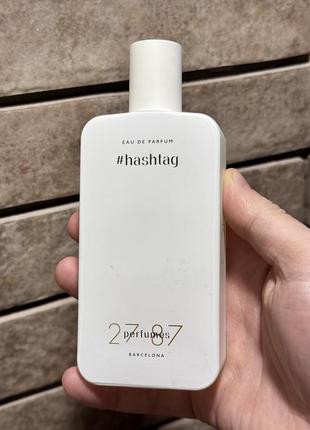 EAU DE PARFUM
#hashtag
27 87
perfumes
BARCELONA